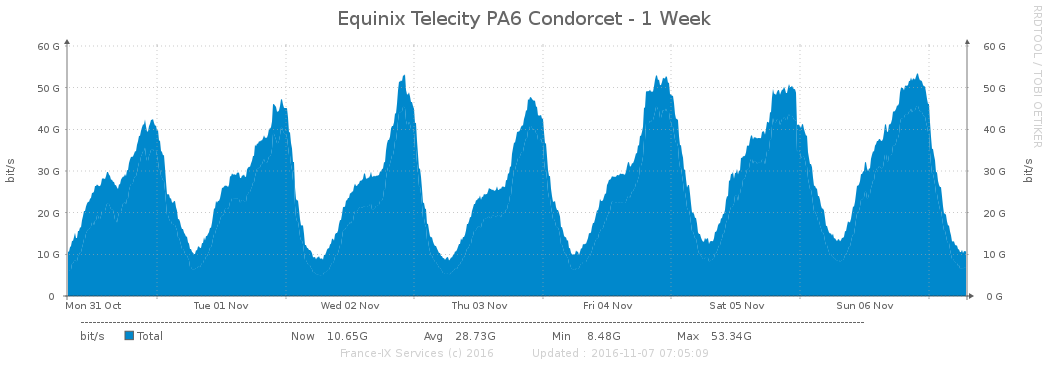 Equinix Telecity PA6 Condorcet - 1 Week
RRDTOOL / TOBI OETIKER
60 G 60 G
50 G 50 G
40 G 40 G
30 G 30 G
20 G 20 G
10 G 10 G
0 0 G
bit/s bit/s
Mon 31 Oct Tue 01 Nov Wed 02 Nov Thu 03 Nov Fri 04 Nov Sat 05 Nov Sun 06 Nov
bit/s Total Now 10.65G Avg 28.73G Min 8.48G Max 53.34G
France-IX Services (c) 2016 Updated : 2016-11-07 07:05:09